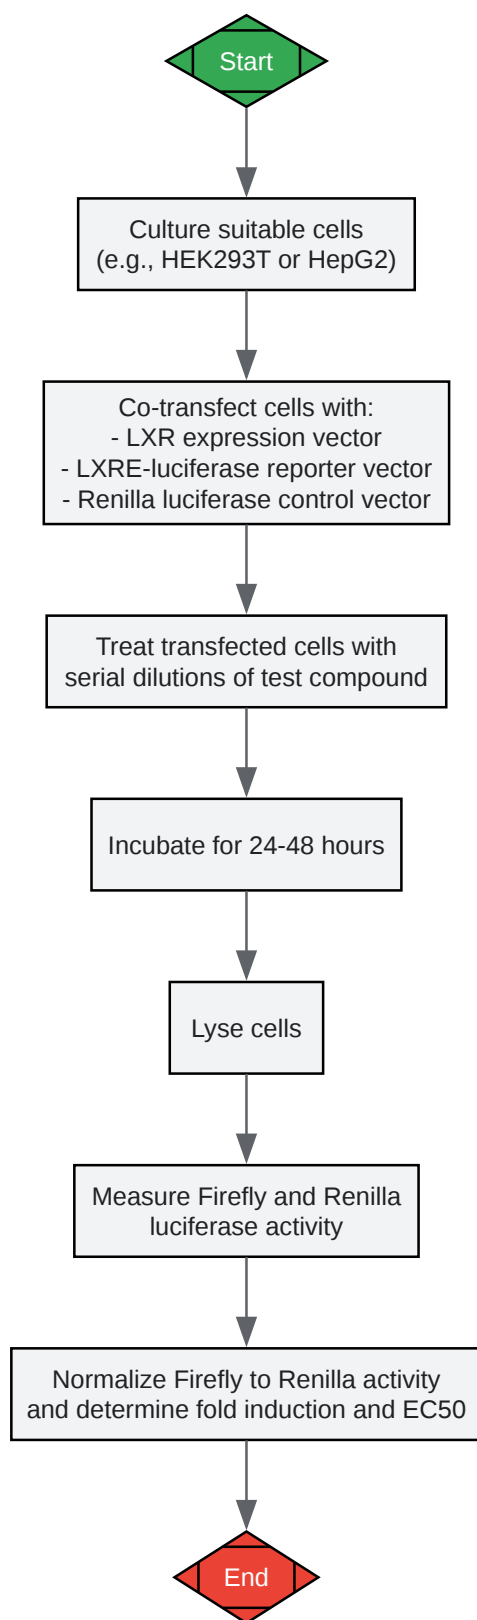 Start
Culture suitable cells
(e.g., HEK293T or HepG2)
Co-transfect cells with:
- LXR expression vector
- LXRE-luciferase reporter vector
- Renilla luciferase control vector
Treat transfected cells with
serial dilutions of test compound
Incubate for 24-48 hours
Lyse cells
Measure Firefly and Renilla
luciferase activity
Normalize Firefly to Renilla activity
and determine fold induction and EC50
End